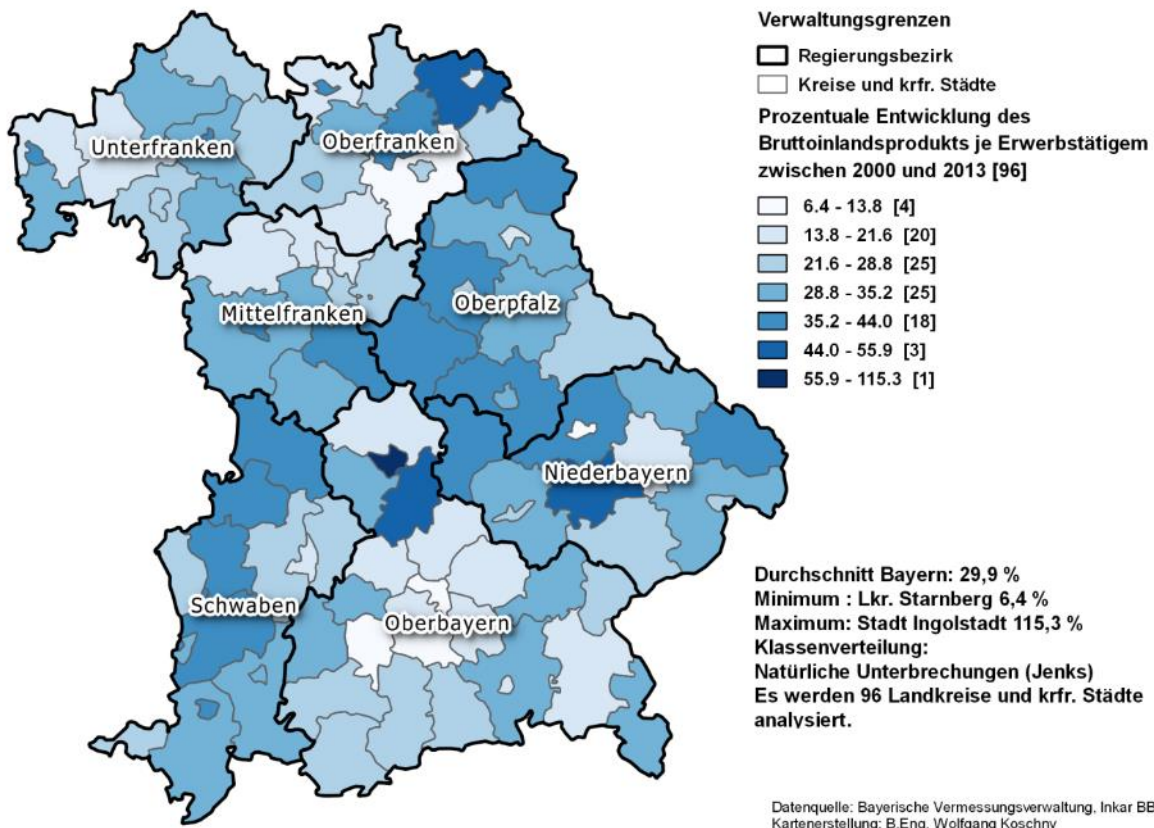 Verwaltungsgrenzen
Regierungsbezirk
Kreise und krfr. Städte
Prozentuale Entwicklung des
Bruttoinlandsprodukts je Erwerbstätigem
zwischen 2000 und 2013 [96]
6.4 - 13.8 [4]
13.8 - 21.6 [20]
21.6 - 28.8 [25]
28.8 - 35.2 [25]
35.2 - 44.0 [18]
44.0 - 55.9 [3]
55.9 - 115.3 [1]
Unterfranken
Oberfranken
Mittelfranken
Oberpfalz
Niederbayern
Schwaben
Oberbayern
Durchschnitt Bayern: 29,9 %
Minimum : Lkr. Starnberg 6,4 %
Maximum: Stadt Ingolstadt 115,3 %
Klassenverteilung:
Natürliche Unterbrechungen (Jenks)
Es werden 96 Landkreise und krfr. Städte
analysiert.
Datenquelle: Bayerische Vermessungsverwaltung, Inkar BB
Kartenerstellung: B.Eng. Wolfgang Koschny